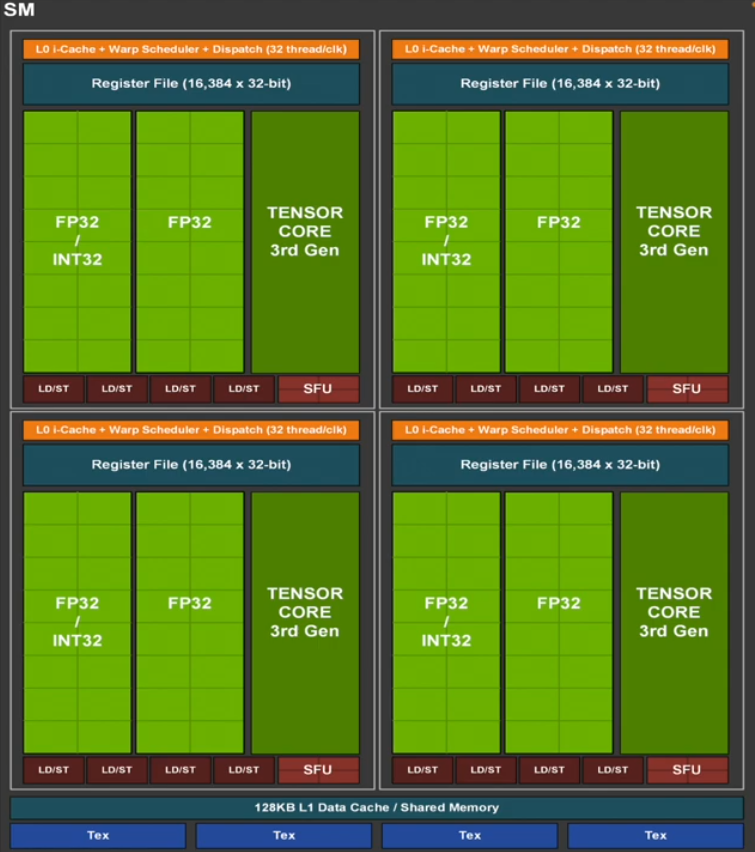 SM
L0 i-Cache + Warp Scheduler + Dispatch (32 thread/clk)
Register File (16,384 x 32-bit)
FP32
/
INT32
FP32
TENSOR
CORE
3rd Gen
LD/ST LD/ST LD/ST LD/ST SFU
L0 i-Cache + Warp Scheduler + Dispatch (32 thread/clk)
Register File (16,384 x 32-bit)
FP32
/
INT32
FP32
TENSOR
CORE
3rd Gen
LD/ST LD/ST LD/ST LD/ST SFU
L0 i-Cache + Warp Scheduler + Dispatch (32 thread/clk)
Register File (16,384 x 32-bit)
FP32
/
INT32
FP32
TENSOR
CORE
3rd Gen
LD/ST LD/ST LD/ST LD/ST SFU
L0 i-Cache + Warp Scheduler + Dispatch (32 thread/clk)
Register File (16,384 x 32-bit)
FP32
/
INT32
FP32
TENSOR
CORE
3rd Gen
LD/ST LD/ST LD/ST LD/ST SFU
128KB L1 Data Cache / Shared Memory
Tex Tex Tex Tex